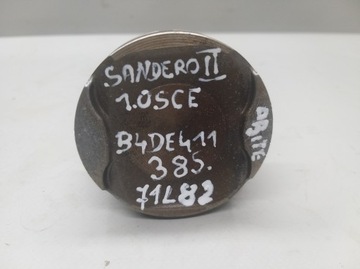 SANDERO II
1.0SCE
B4DE411
385.
71L82
OBITE